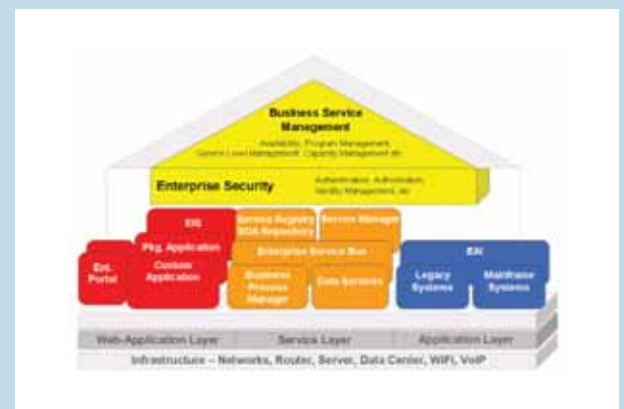 Business Service
Management
Availability, Program Management,
Service Level Management, Capacity Management etc
Enterprise Security
Authentication, Authorization,
Identity Management, etc
EIS
Service Registry
SOA Repository
Service Manager
Pkg. Application
Enterprise Service Bus
EAI
Ent.
Portal
Custom
Application
Business
Process
Manager
Data Services
Legacy
Systems
Mainframe
Systems
Web-Application Layer
Service Layer
Application Layer
Infrastructure – Networks, Router, Server, Data Center, WiFi, VoIP